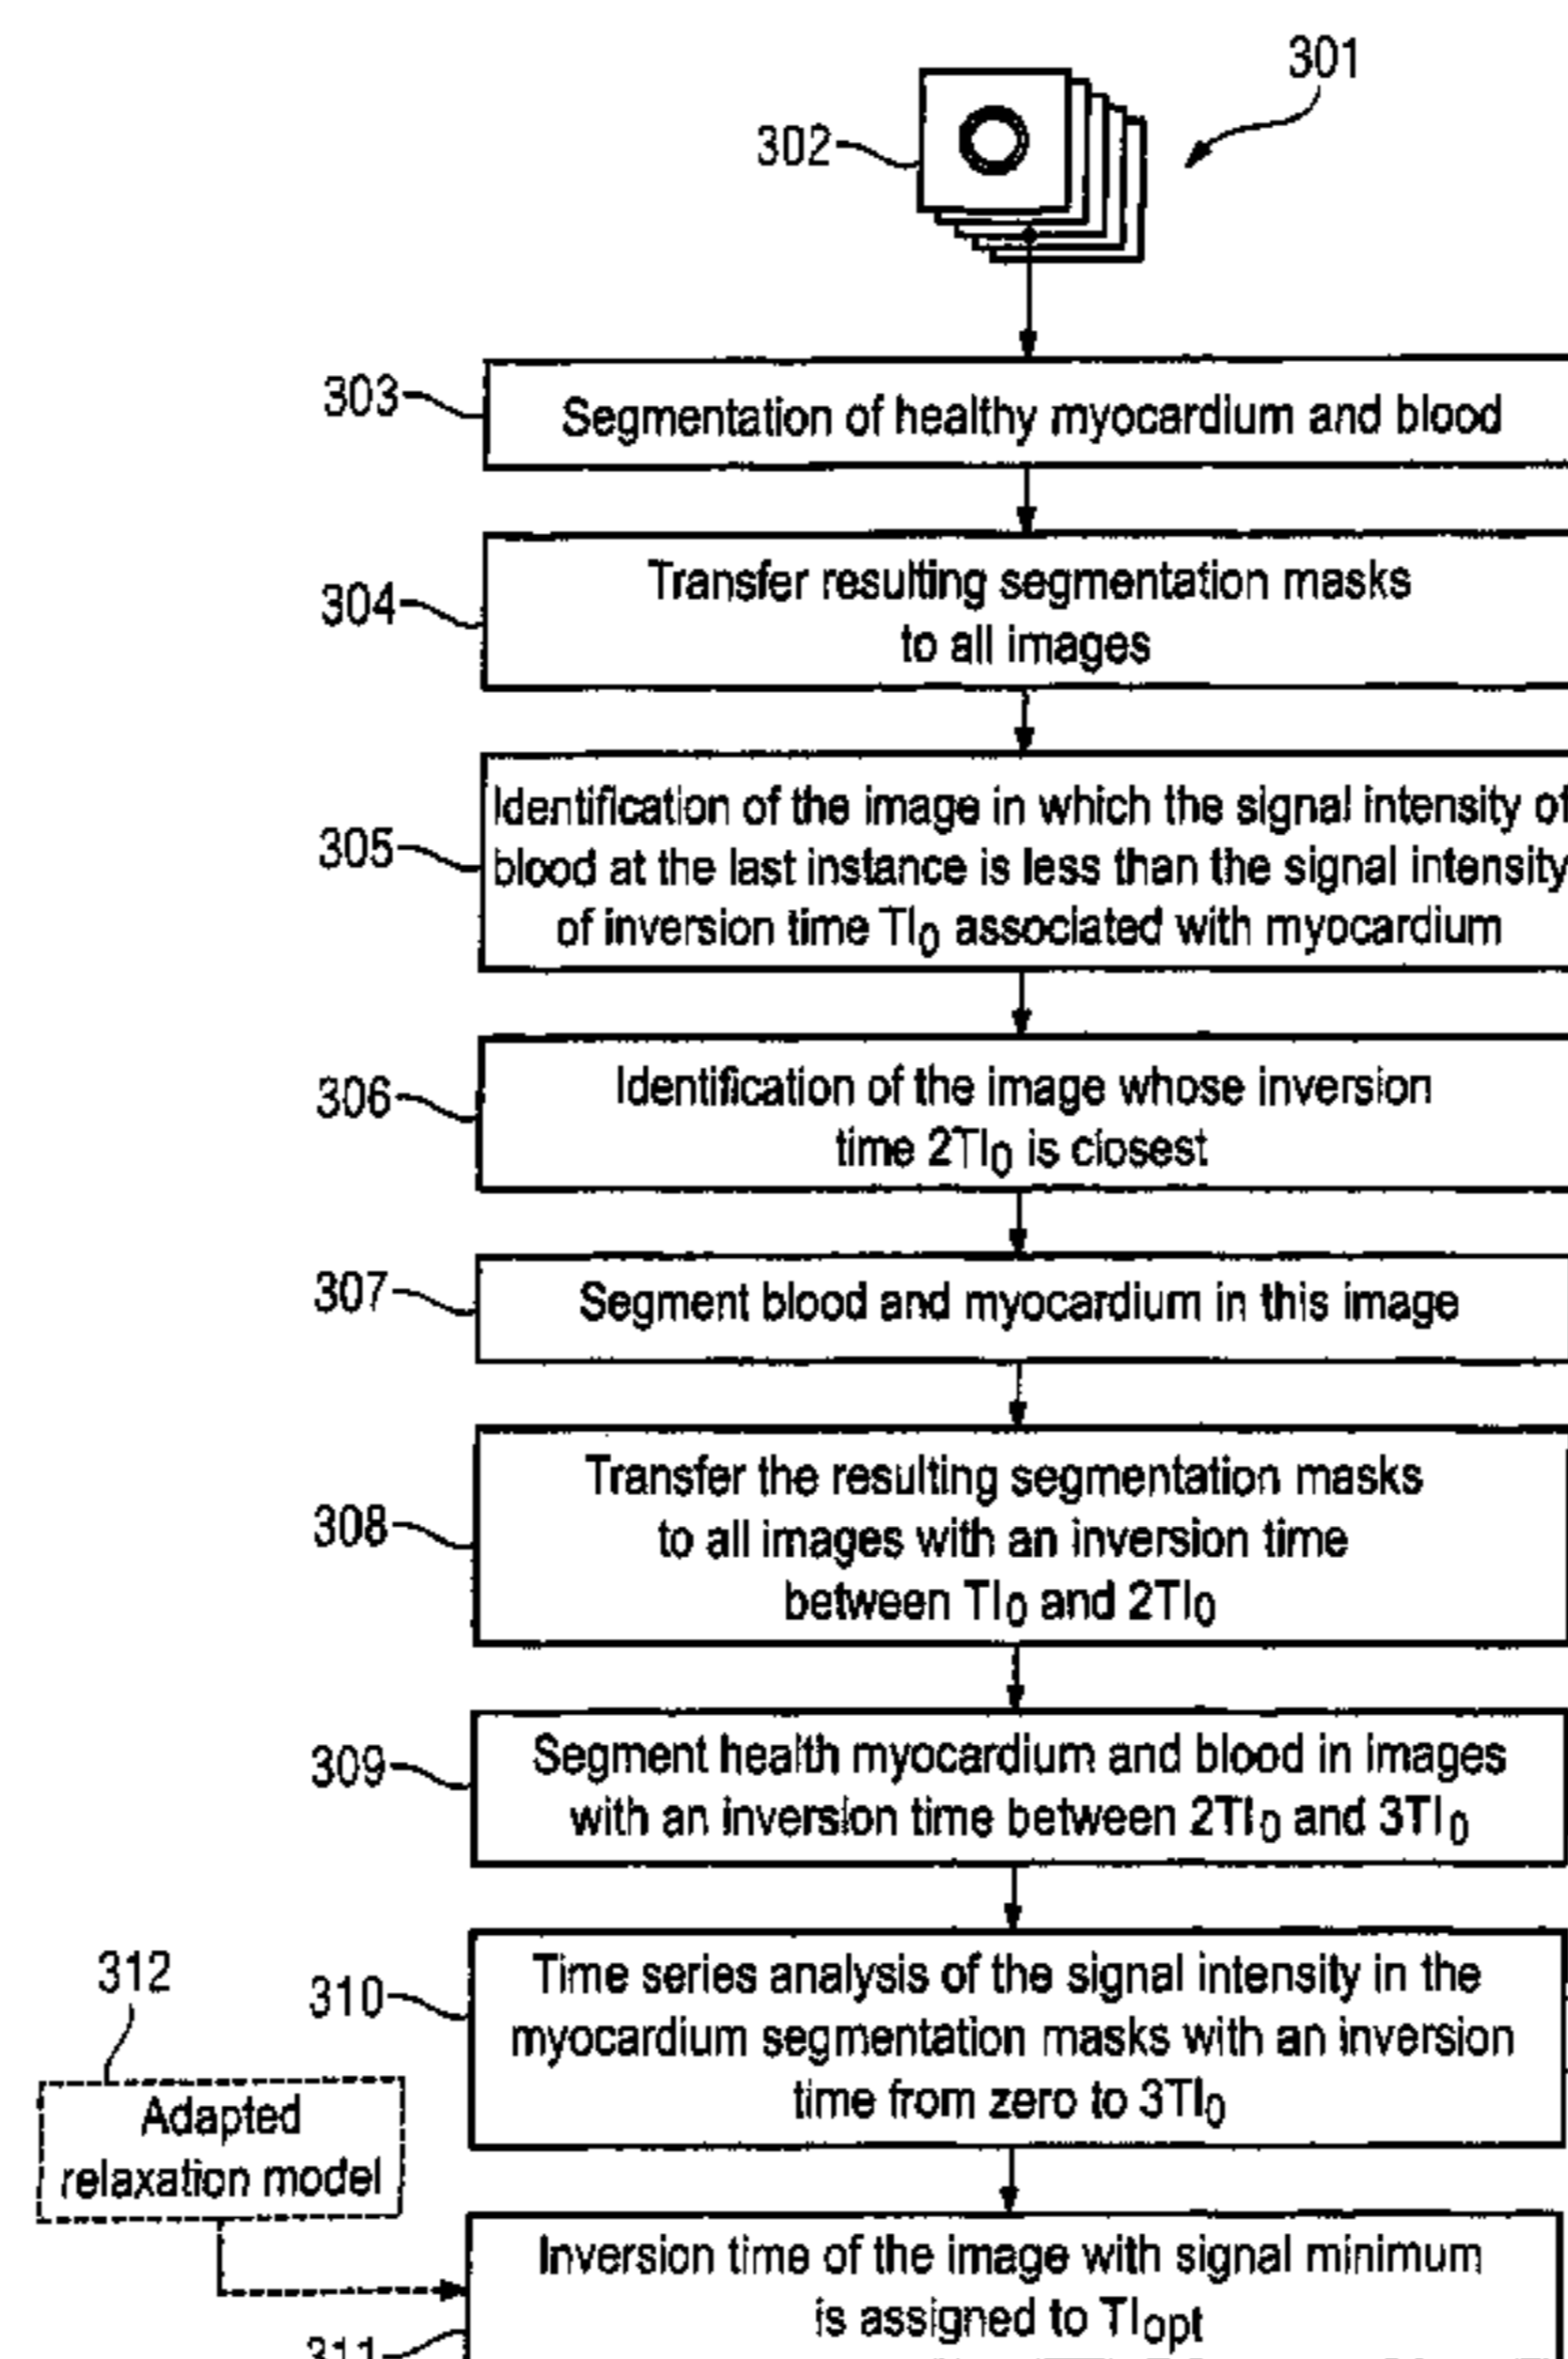 301
302
303
Segmentation of healthy myocardium and blood
304
Transfer resulting segmentation masks
to all images
305
Identification of the image in which the signal intensity of
blood at the last instance is less than the signal intensity
of inversion time TI0 associated with myocardium
306
Identification of the image whose inversion
time 2TI0 is closest
307
Segment blood and myocardium in this image
308
Transfer the resulting segmentation masks
to all images with an inversion time
between TI0 and 2TI0
309
Segment health myocardium and blood in images
with an inversion time between 2TI0 and 3TI0
312
310
Time series analysis of the signal intensity in the
myocardium segmentation masks with an inversion
time from zero to 3TI0
Adapted
relaxation model
Inversion time of the image with signal minimum
is assigned to TIopt
311